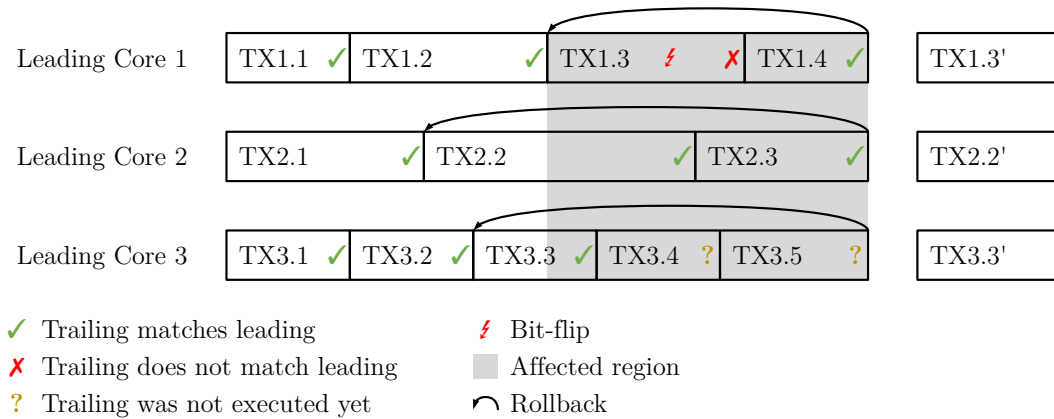 Leading Core 1 TX1.1 ✓ TX1.2 ✓ TX1.3 ✗ TX1.4 ✓ TX1.3'
Leading Core 2 TX2.1 ✓ TX2.2 ✓ TX2.3 ✓ TX2.2'
Leading Core 3 TX3.1 ✓ TX3.2 ✓ TX3.3 ✓ TX3.4 ? TX3.5 ? TX3.3'
✓ Trailing matches leading Bit-flip
✗ Trailing does not match leading Affected region
? Trailing was not executed yet Rollback